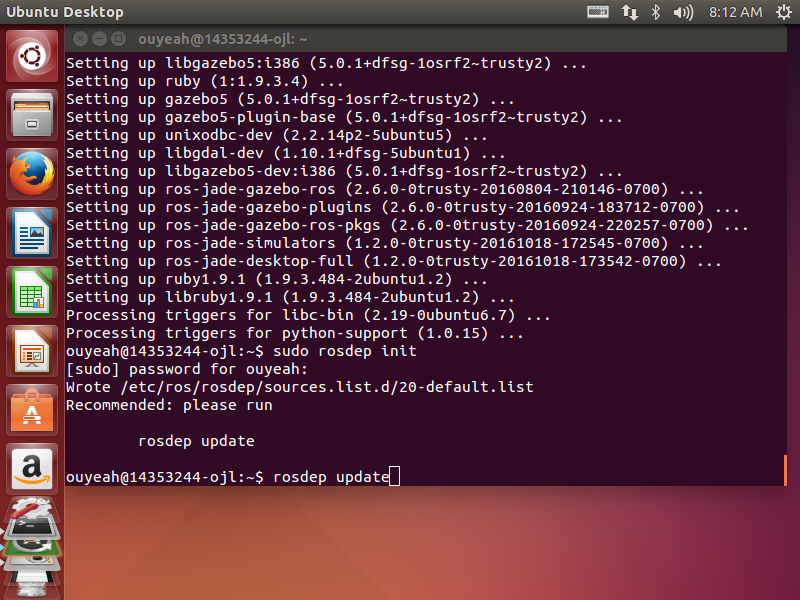 Ubuntu Desktop
8:12 AM
ouyeah@14353244-ojl: ~
Setting up libgazebo5:i386 (5.0.1+dfsg-1osrf2~trusty2) ...
Setting up ruby (1:1.9.3.4) ...
Setting up gazebo5 (5.0.1+dfsg-1osrf2~trusty2) ...
Setting up gazebo5-plugin-base (5.0.1+dfsg-1osrf2~trusty2) ...
Setting up unixodbc-dev (2.2.14p2-5ubuntu5) ...
Setting up libgdal-dev (1.10.1+dfsg-5ubuntu1) ...
Setting up libgazebo5-dev:i386 (5.0.1+dfsg-1osrf2~trusty2) ...
Setting up ros-jade-gazebo-ros (2.6.0-0trusty-20160804-210146-0700) ...
Setting up ros-jade-gazebo-plugins (2.6.0-0trusty-20160924-183712-0700) ...
Setting up ros-jade-gazebo-ros-pkgs (2.6.0-0trusty-20160924-220257-0700) ...
Setting up ros-jade-simulators (1.2.0-0trusty-20161018-172545-0700) ...
Setting up ros-jade-desktop-full (1.2.0-0trusty-20161018-173542-0700) ...
Setting up ruby1.9.1 (1.9.3.484-2ubuntu1.2) ...
Setting up libruby1.9.1 (1.9.3.484-2ubuntu1.2) ...
Processing triggers for libc-bin (2.19-0ubuntu6.7) ...
Processing triggers for python-support (1.0.15) ...
ouyeah@14353244-ojl:~$ sudo rosdep init
[sudo] password for ouyeah:
Wrote /etc/ros/rosdep/sources.list.d/20-default.list
Recommended: please run
rosdep update
ouyeah@14353244-ojl:~$ rosdep update